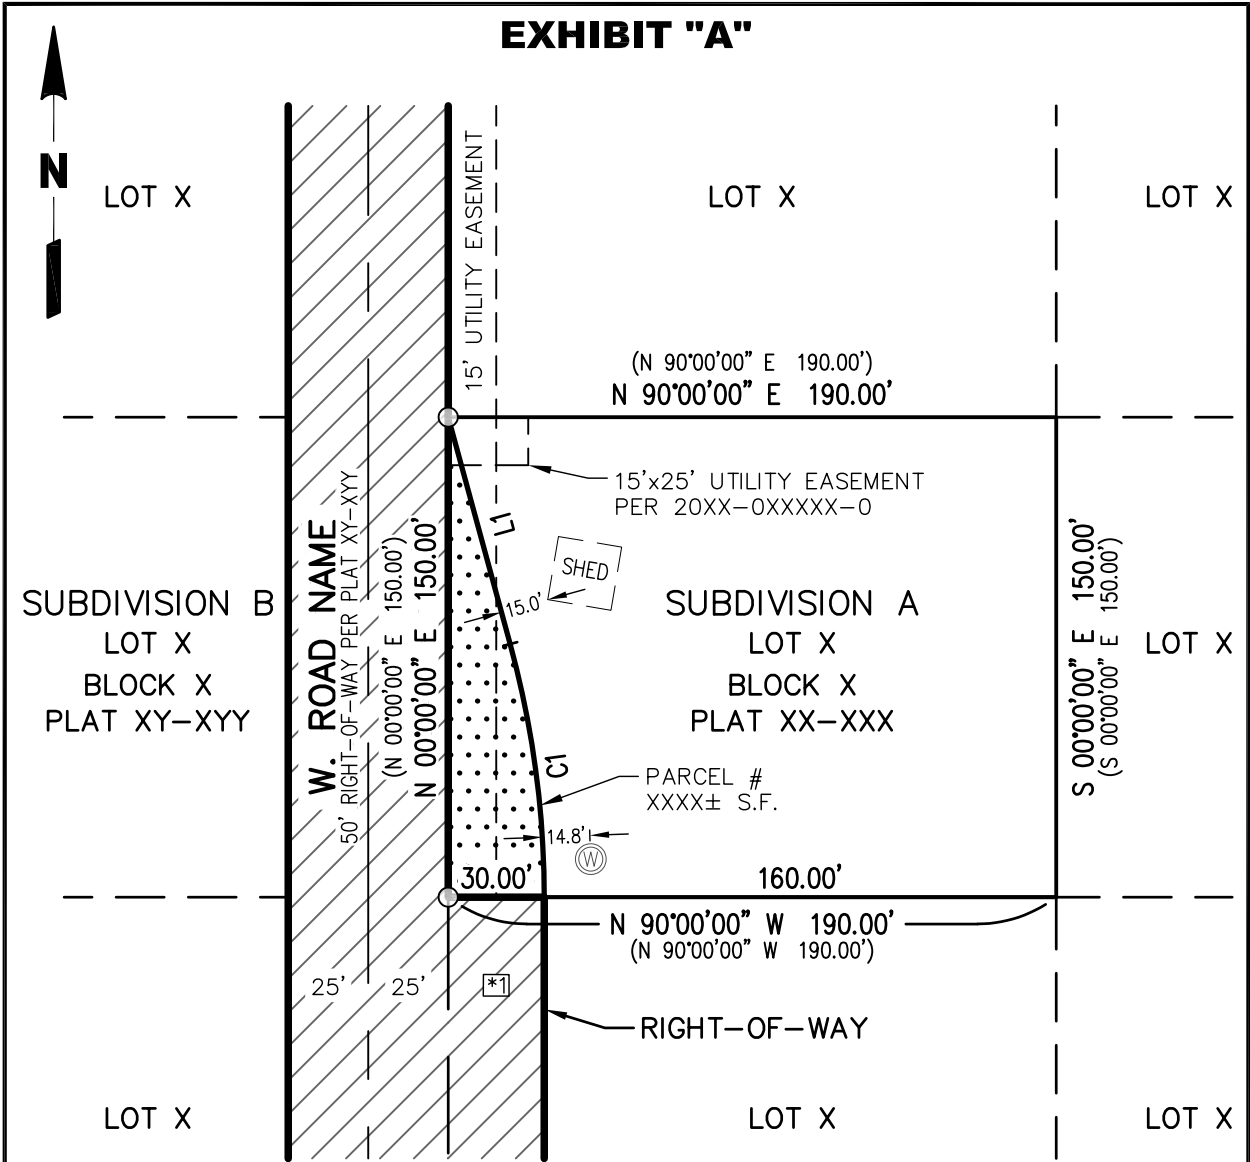 EXHIBIT "A"
N
LOT X
15' UTILITY EASEMENT
LOT X
LOT X
(N 90°00'00" E 190.00')
N 90°00'00" E 190.00'
15'x25' UTILITY EASEMENT
PER 20XX-0XXXXX-0
L1
SHED
15.0'
SUBDIVISION B
LOT X
BLOCK X
PLAT XY-XYY
W. ROAD NAME
50' RIGHT-OF-WAY PER PLAT XY-XYY
(N 00°00'00" E 150.00')
N 00°00'00" E 150.00'
SUBDIVISION A
LOT X
BLOCK X
PLAT XX-XXX
S 00°00'00" E 150.00'
(S 00°00'00" E 150.00')
LOT X
C1
PARCEL #
XXXX± S.F.
14.8'
W
30.00'
160.00'
N 90°00'00" W 190.00'
(N 90°00'00" W 190.00')
25'
25'
*1
RIGHT-OF-WAY
LOT X
LOT X
LOT X